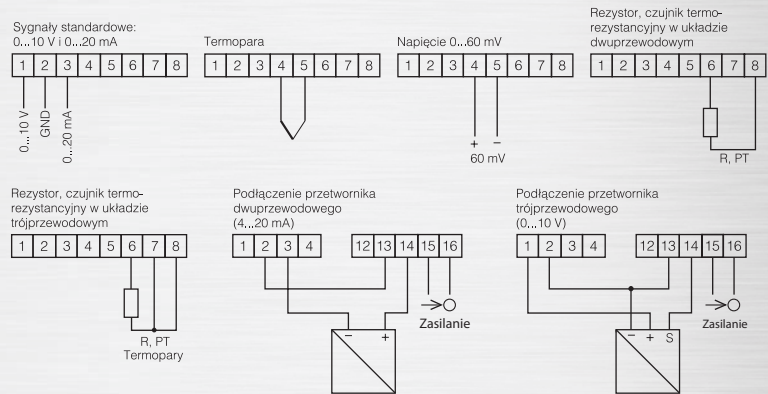 Sygnały standardowe:
0...10 V i 0...20 mA
1 2 3 4 5 6 7 8
0...10 V
GND
0...20 mA
Termopara
1 2 3 4 5 6 7 8
Napięcie 0...60 mV
1 2 3 4 5 6 7 8
+ −
60 mV
Rezystor, czujnik termo-
rezystancyjny w układzie
dwuprzewodowym
1 2 3 4 5 6 7 8
R, PT
Rezystor, czujnik termo-
rezystancyjny w układzie
trójprzewodowym
1 2 3 4 5 6 7 8
R, PT
Termopary
Podłączenie przetwornika
dwuprzewodowego
(4...20 mA)
1 2 3 4 12 13 14 15 16
Zasilanie
− +
Podłączenie przetwornika
trójprzewodowego
(0...10 V)
1 2 3 4 12 13 14 15 16
Zasilanie
− + S